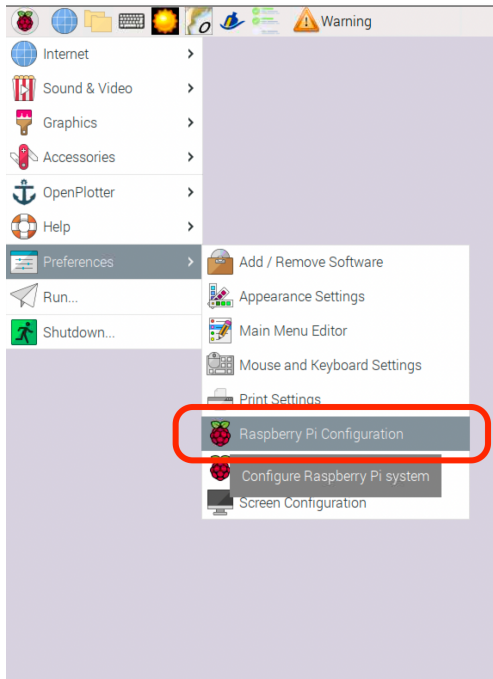 Warning
Internet
Sound & Video
Graphics
Accessories
OpenPlotter
Help
Preferences
Run...
Shutdown...
Add / Remove Software
Appearance Settings
Main Menu Editor
Mouse and Keyboard Settings
Print Settings
Raspberry Pi Configuration
Configure Raspberry Pi system
Screen Configuration